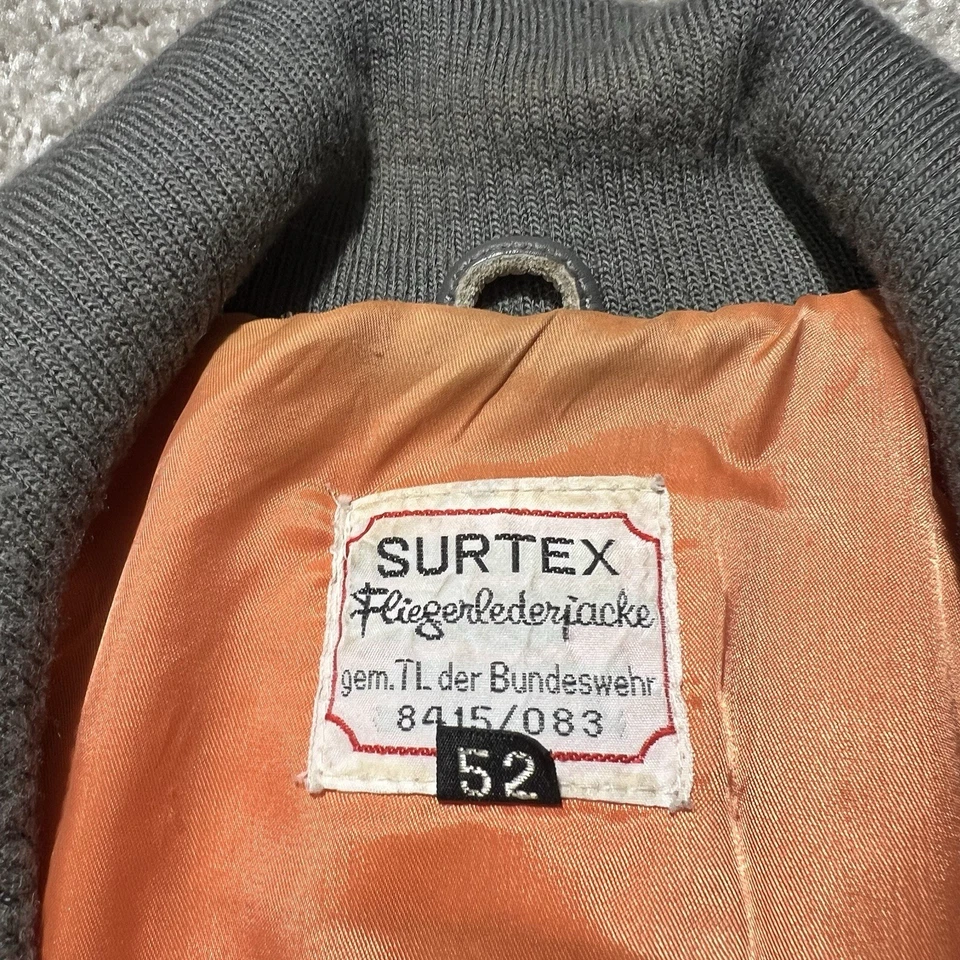 SURTEX
Fliegerlederjacke
gem. TL der Bundeswehr
8415/083
52